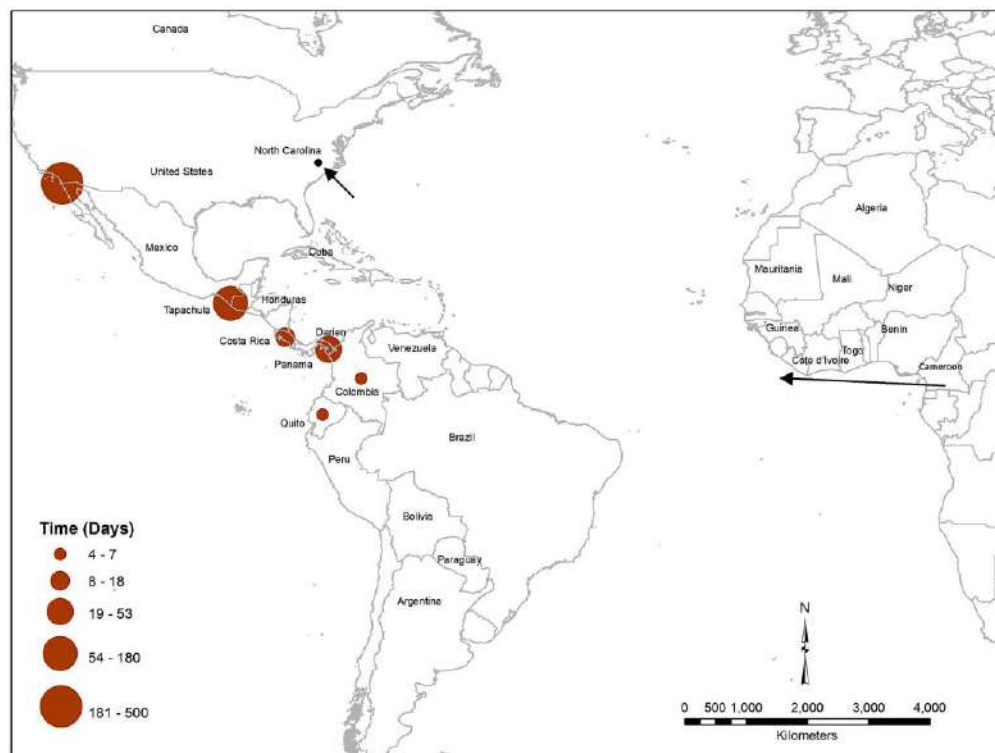 Canada
North Carolina
United States
Algeria
Mexico
Cuba
Mauritania
Mali
Niger
Tapachula
Honduras
Guinea
Benin
Costa Rica
Darien
Venezuela
Cote d'Ivoire
Togo
Panama
Cameroon
Colombia
Quito
Brazil
Peru
Bolivia
Paraguay
Argentina
Time (Days)
4 - 7
8 - 18
19 - 53
54 - 180
181 - 500
N
0 500 1,000 2,000 3,000 4,000
Kilometers